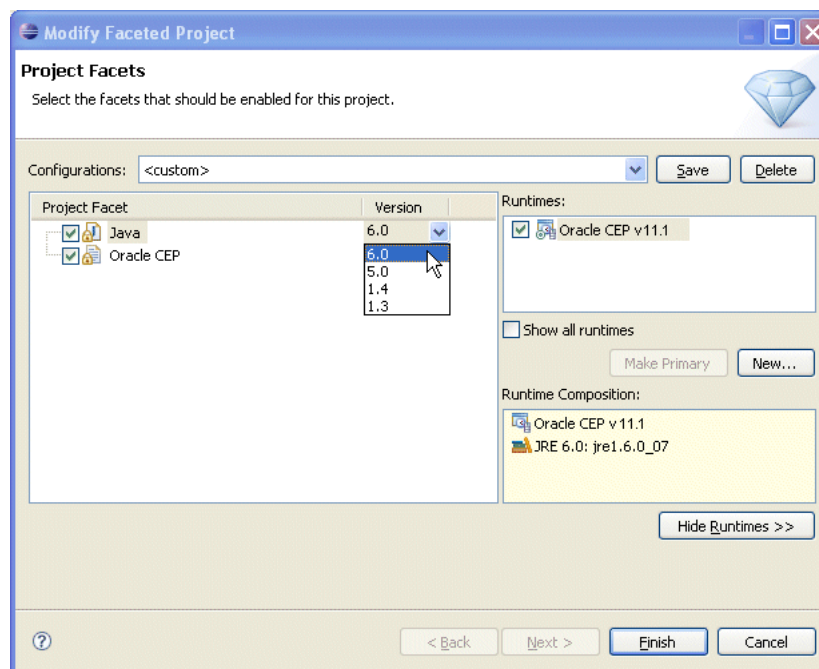 Modify Faceted Project
Project Facets
Select the facets that should be enabled for this project.
Configurations: <custom> Save Delete
Project Facet Version
Java 6.0
Oracle CEP
6.0
5.0
1.4
1.3
Runtimes:
Oracle CEP v11.1
Show all runtimes
Make Primary New...
Runtime Composition:
Oracle CEP v11.1
JRE 6.0: jre1.6.0_07
Hide Runtimes >>
? < Back Next > Finish Cancel